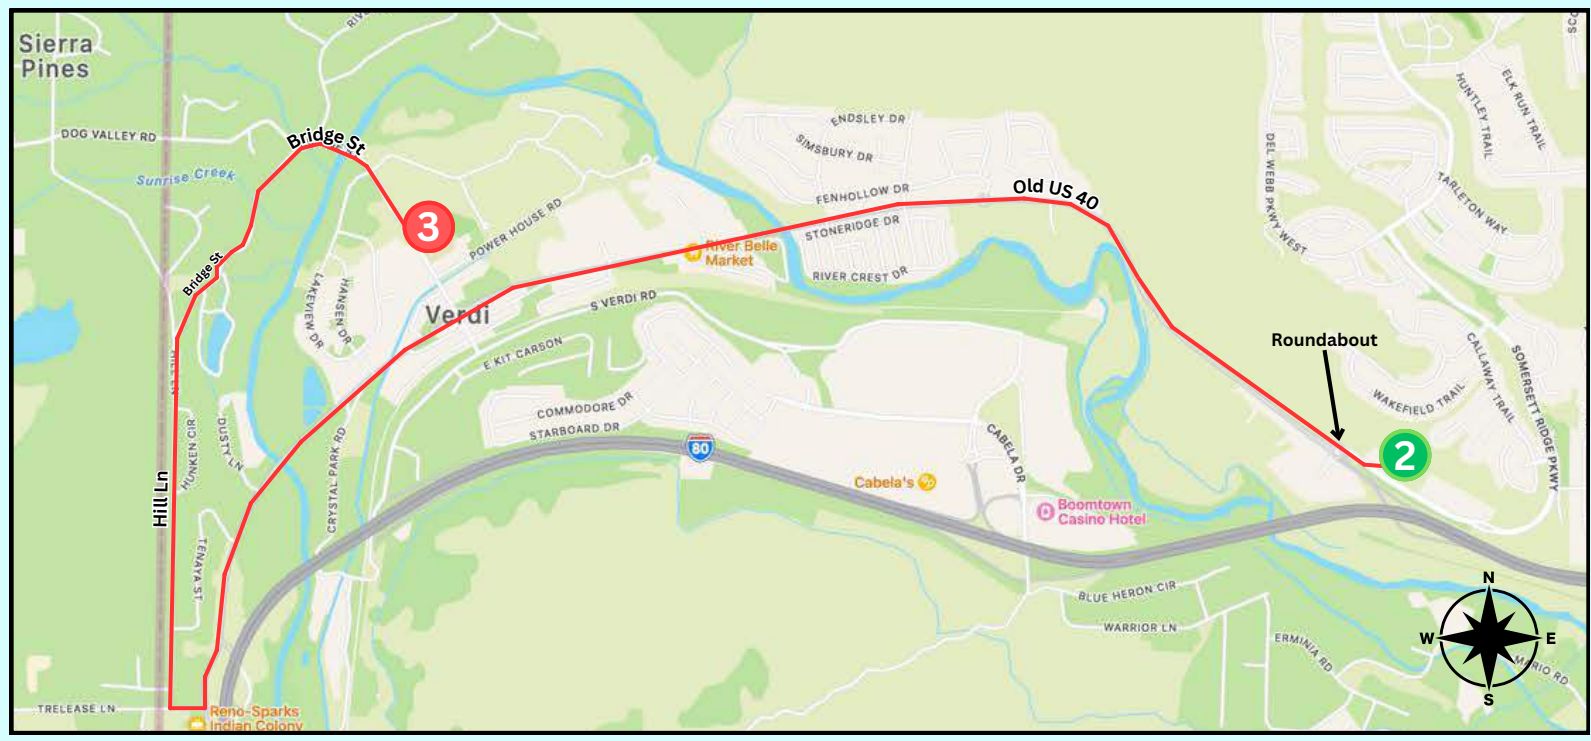 Sierra
Pines
DOG VALLEY RD
Sunrise Creek
Bridge St
3
Bridge St
POWER HOUSE RD
LAKEVIEW DR
HANSEN DR
Verdi
River Belle
Market
S VERDI RD
E KIT CARSON
ENDSLEY DR
SIMSBURY DR
FENHOLLOW DR
STONERIDGE DR
RIVER CREST DR
Old US 40
DEL WEBB PKWY WEST
HUNTLEY TRAIL
ELK RUN TRAIL
TARLETON WAY
Roundabout
CALLAWAY TRAIL
SOMERSETT RIDGE PKWY
WAKEFIELD TRAIL
2
HILL LN
HUNKEN CIR
DUSTY LN
Hill Ln
CRYSTAL PARK RD
TENAYA ST
COMMODORE DR
STARBOARD DR
80
Cabela's
CABELA DR
Boomtown
Casino Hotel
BLUE HERON CIR
WARRIOR LN
ERMINIA RD
MARIO RD
N
W
E
S
TRELEASE LN
Reno-Sparks
Indian Colony